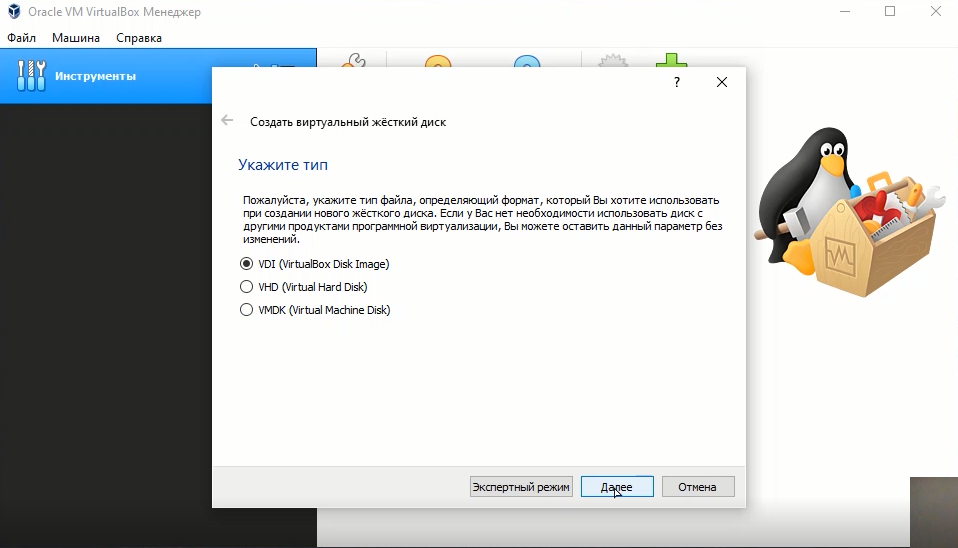 Oracle VM VirtualBox Менеджер
Файл Машина Справка
Инструменты
?
Создать виртуальный жёсткий диск
Укажите тип
Пожалуйста, укажите тип файла, определяющий формат, который Вы хотите использовать
при создании нового жёсткого диска. Если у Вас нет необходимости использовать диск с
другими продуктами программной виртуализации, Вы можете оставить данный параметр без
изменений.
VDI (VirtualBox Disk Image)
VHD (Virtual Hard Disk)
VMDK (Virtual Machine Disk)
Экспертный режим Далее Отмена